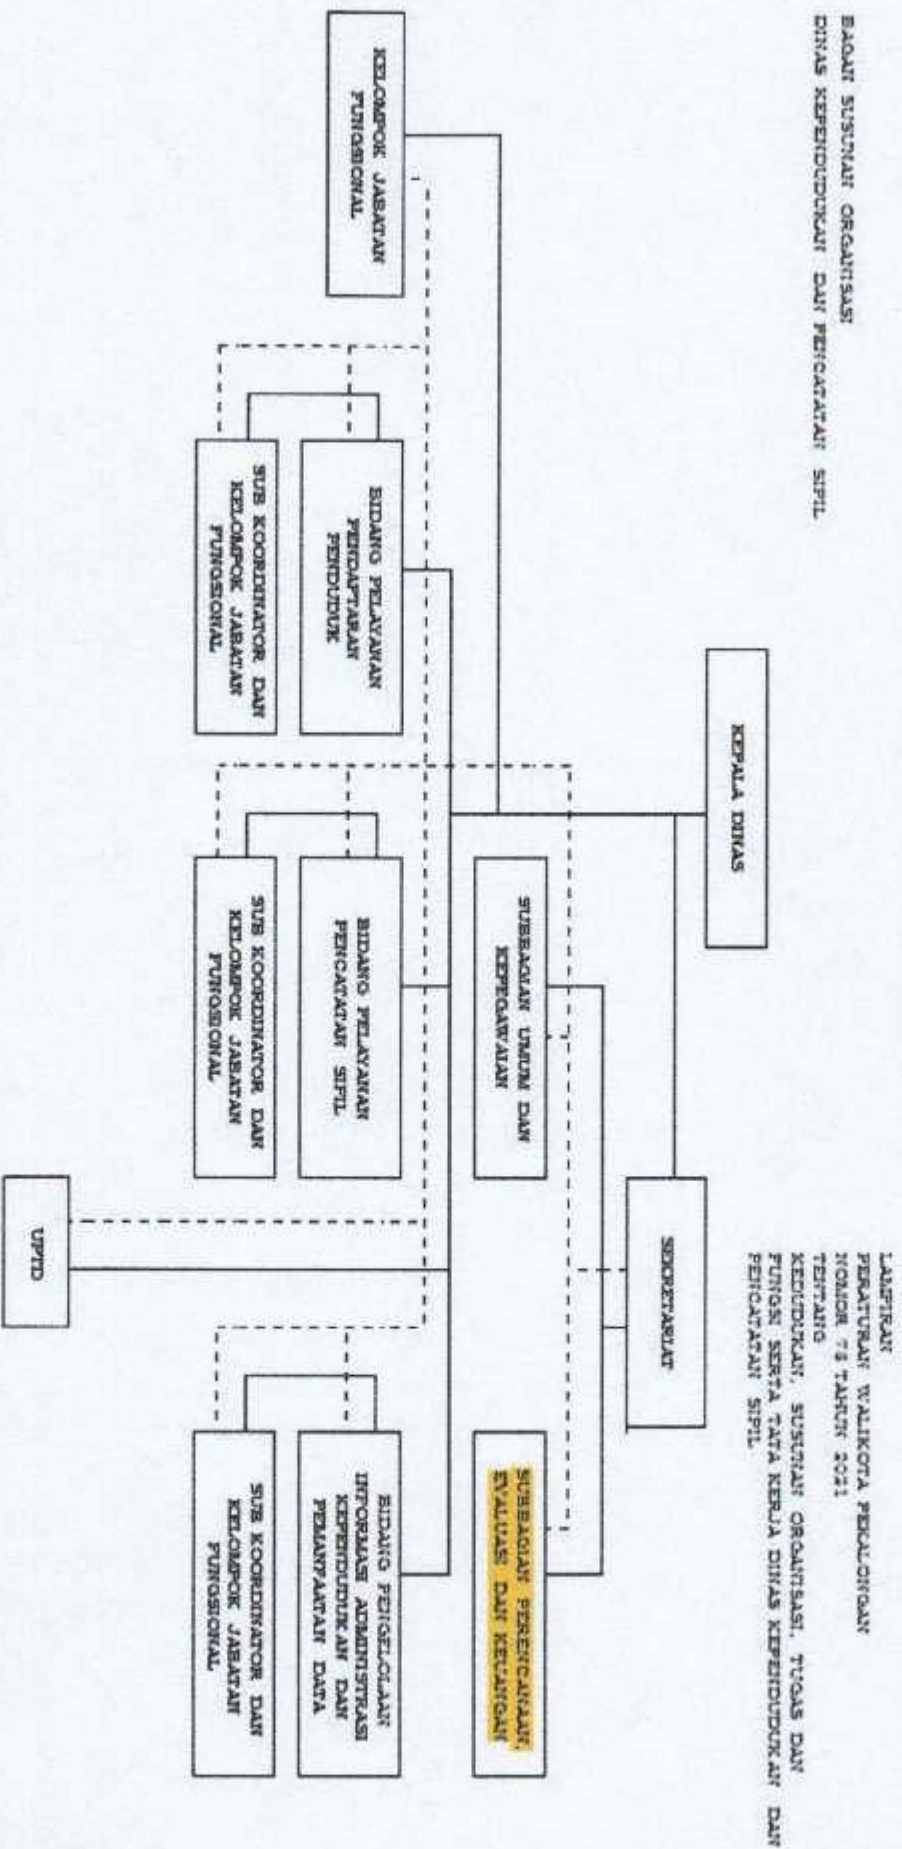 BAGAN SUSUNAN ORGANISASI
DINAS KEPENDUDUKAN DAN PENCATATAN SIPIL
LAMPIRAN
PERATURAN WALIKOTA PEKALONGAN
NOMOR 75 TAHUN 2021
TENTANG
KEDUDUKAN, SUSUNAN ORGANISASI, TUGAS DAN
FUNGSI SERTA TATA KERJA DINAS KEPENDUDUKAN DAN
PENCATATAN SIPIL
KEPALA DINAS
SEKRETARIAT
KELOMPOK JABATAN
FUNGSIONAL
SUBBAGIAN UMUM DAN
KEPEGAWAIAN
SUBBAGIAN PERENCANAAN,
EVALUASI DAN KEUANGAN
BIDANG PELAYANAN
PENDAFTARAN
PENDUDUK
BIDANG PELAYANAN
PENCATATAN SIPIL
BIDANG PENGELOLAAN
INFORMASI ADMINISTRASI
KEPENDUDUKAN DAN
PEMANFAATAN DATA
SUB KOORDINATOR DAN
KELOMPOK JABATAN
FUNGSIONAL
SUB KOORDINATOR DAN
KELOMPOK JABATAN
FUNGSIONAL
SUB KOORDINATOR DAN
KELOMPOK JABATAN
FUNGSIONAL
UPTD